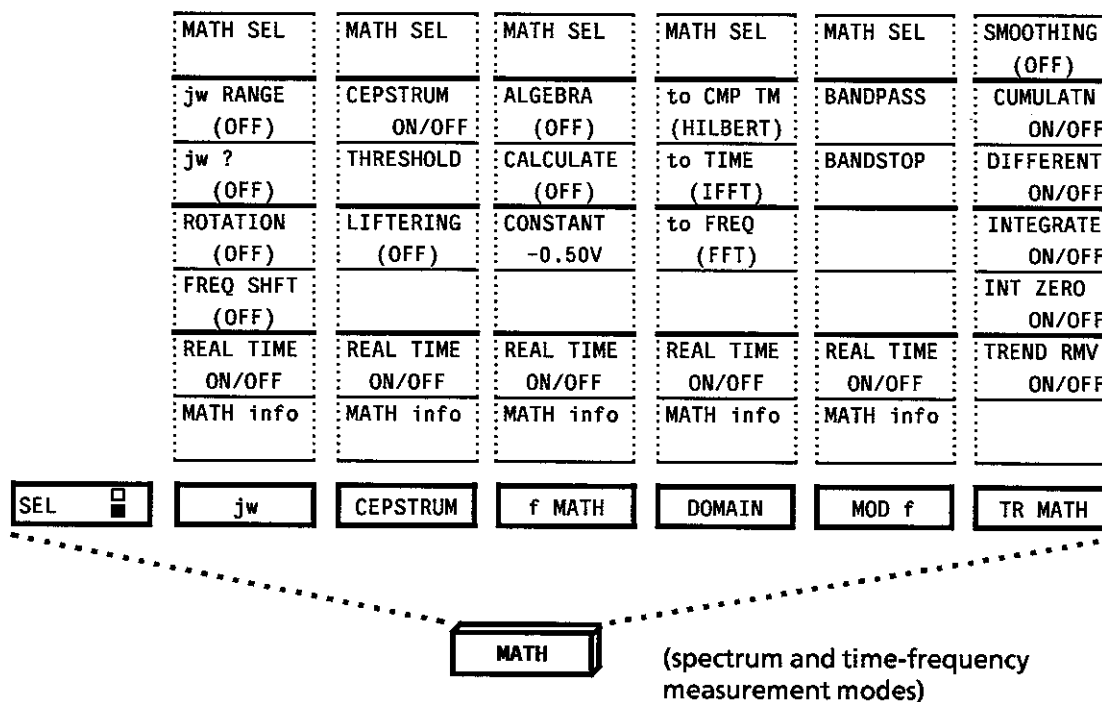 MATH SEL MATH SEL MATH SEL MATH SEL MATH SEL SMOOTHING
(OFF)
jw RANGE CEPSTRUM ALGEBRA to CMP TM BANDPASS CUMULATN
(OFF) ON/OFF (OFF) (HILBERT) ON/OFF
jw ? THRESHOLD CALCULATE to TIME BANDSTOP DIFFERENT
(OFF) (OFF) (IFFT) ON/OFF
ROTATION LIFTERING CONSTANT to FREQ INTEGRATE
(OFF) (OFF) -0.50V (FFT) ON/OFF
FREQ SHFT INT ZERO
(OFF) ON/OFF
REAL TIME REAL TIME REAL TIME REAL TIME REAL TIME TREND RMV
ON/OFF ON/OFF ON/OFF ON/OFF ON/OFF ON/OFF
MATH info MATH info MATH info MATH info MATH info
SEL jw CEPSTRUM f MATH DOMAIN MOD f TR MATH
MATH
(spectrum and time-frequency
measurement modes)